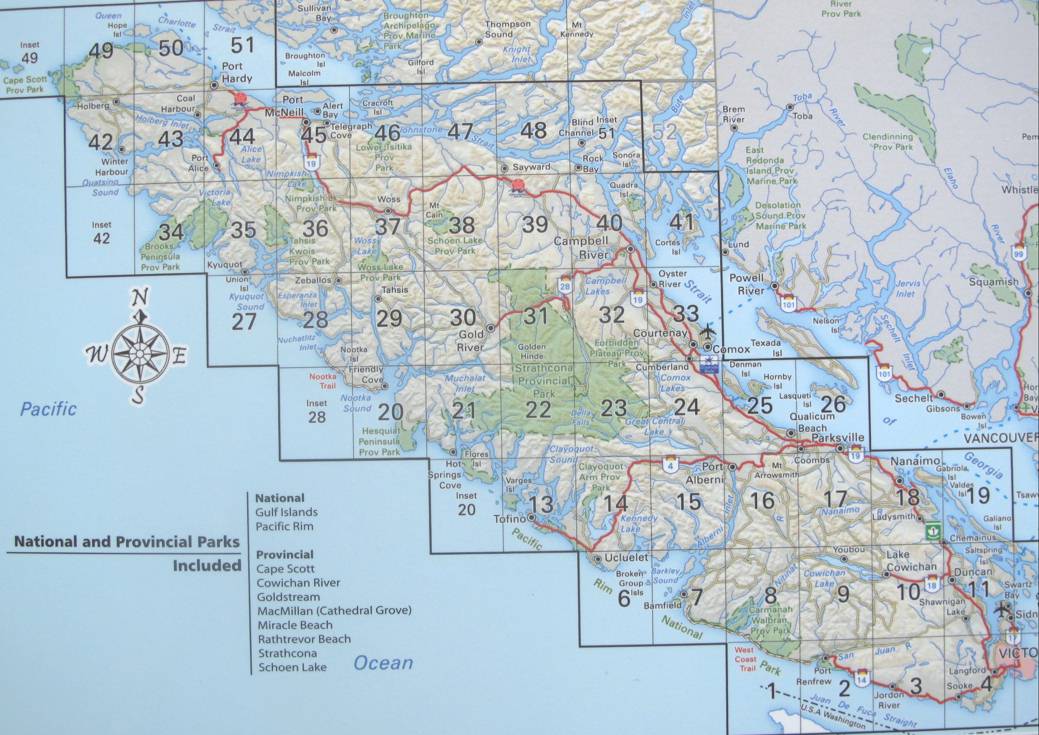 River
Prov Park
Sullivan
Bay
Broughton
Archipelago
Prov Marine
Park
Thompson
Sound
Mt
Kennedy
Queen
Charlotte
Strait
Hope
Isl
Knight
Inlet
Inset
49
49
50
51
Cape Scott
Prov Park
Port
Hardy
Broughton
Isl
Malcolm
Isl
Gilford
Isl
Bute
Holberg
Coal
Harbour
Port
McNeill
Alert
Bay
Cracroft
Isl
Telegraph
Cove
Holberg Inlet
Johnstone
Strait
Blind
Channel
Inset
51
52
Brem
River
Toba
Toba
River
42
43
44
45
46
47
48
Lower Tsitika
Prov
Park
Clendinning
Prov Park
Elaho
Pem
Winter
Harbour
Quatsino
Sound
Port
Alice
Alice
Lake
Nimpkish
Lake
19
Sayward
Rock
Bay
Sonora
Isl
East
Redonda
Island Prov
Marine Park
Whistle
Victoria
Lake
Nimpkish
Prov Park
Woss
Mt
Cain
Quadra
Isl
Desolation
Sound Prov
Marine Park
Inset
42
34
35
36
37
38
39
40
41
Brooks
Peninsula
Prov Park
Tahsis
Kwois
Prov Park
Woss
Lake
Schoen Lake
Prov Park
Campbell
River
Cortes
Isl
Lund
River
99
Kyuquot
Union
Isl
Zeballos
Woss Lake
Prov Park
Tahsis
28
Campbell
Lakes
19
Oyster
River
Strait
Powell
River
101
Jervis
Inlet
Squamish
N
W
E
S
Kyuquot
Sound
Esperanza
Inlet
27
28
29
30
31
32
33
Nelson
Isl
Sechelt Inlet
Nuchatlitz
Inlet
Gold
River
Golden
Hinde
Forbidden
Plateau Prov
Park
Courtenay
Comox
Texada
Isl
Nootka
Isl
Friendly
Cove
Strathcona
Provincial
Park
Cumberland
Denman
Isl
Hornby
Isl
101
Nootka
Trail
Muchalat
Inlet
Comox
Lakes
Lasqueti
Isl
Sechelt
Gibsons
Bowen
Isl
Pacific
Inset
28
Nootka
Sound
20
21
22
23
24
25
26
Della
Falls
Great Central
Lake
Qualicum
Beach
of
Hesquiat
Peninsula
Prov Park
Parksville
VANCOUVER
Flores
Isl
Clayoquot
Sound
19
Hot
Springs
Cove
Vargas
Isl
Clayoquot
Arm Prov
Park
4
Port
Alberni
Mt
Arrowsmith
Coombs
Nanaimo
Gabriola
Isl
Georgia
Inset
20
13
14
15
16
17
18
19
Valdes
Isl
Tsaw
National
Gulf Islands
Pacific Rim
Tofino
Kennedy
Lake
Alberni Inlet
Nanaimo
R
Ladysmith
Galiano
Isl
National and Provincial Parks
Included
Pacific
Rim
National
Park
Chemainus
Saltspring
Isl
Provincial
Cape Scott
Cowichan River
Goldstream
MacMillan (Cathedral Grove)
Miracle Beach
Rathtrevor Beach
Strathcona
Schoen Lake
Ucluelet
Youbou
Lake
Cowichan
Duncan
Broken
Group
Isls
Barkley
Sound
Nitinat
R
Cowichan
Lake
18
Swartz
Bay
6
7
8
9
10
11
Bamfield
Shawnigan
Lake
Sidn
Carmanah
Walbran
Prov Park
17
Ocean
West
Coast
Trail
San
Juan
R
VICTO
Port
Renfrew
14
Langford
Sooke
1
2
3
4
Jordan
River
Juan De Fuca Straight
U.S.A Washington